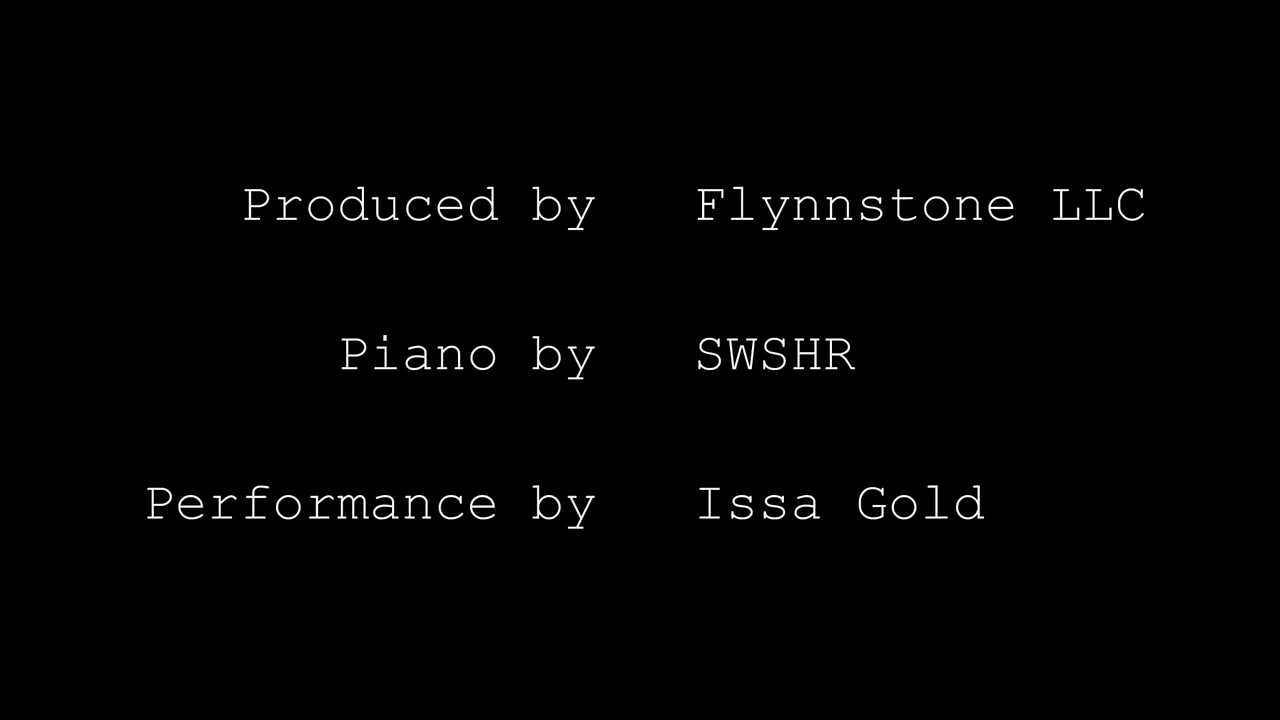 Produced by Flynnstone LLC
Piano by SWSHR
Performance by Issa Gold